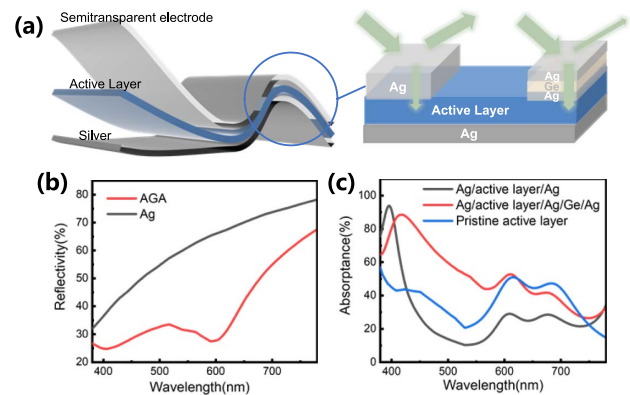 (a)
Semitransparent electrode
Active Layer
Silver
Ag
Ag
Ge
Ag
Active Layer
Ag
(b)
80
70
60
50
40
30
20
Reflectivity(%)
AGA
Ag
400
500
600
700
Wavelength(nm)
(c)
100
80
60
40
20
0
Absorptance(%)
Ag/active layer/Ag
Ag/active layer/Ag/Ge/Ag
Pristine active layer
400
500
600
700
Wavelength(nm)